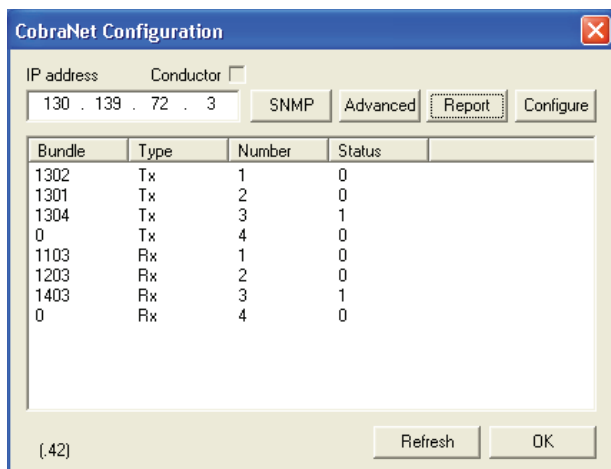 CobraNet Configuration
IP address Conductor
130 . 139 . 72 . 3 SNMP Advanced Report Configure
Bundle Type Number Status
1302 Tx 1 0
1301 Tx 2 0
1304 Tx 3 1
0 Tx 4 0
1103 Rx 1 0
1203 Rx 2 0
1403 Rx 3 1
0 Rx 4 0
(.42) Refresh OK